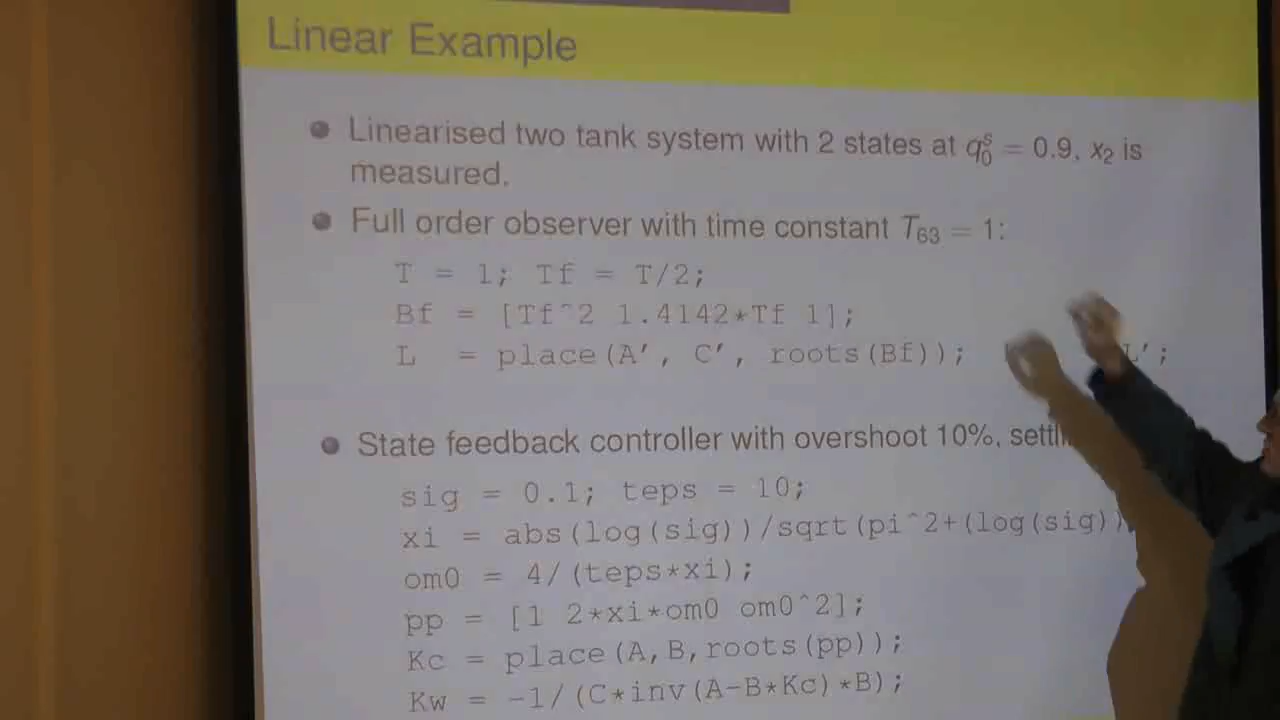 Linear Example
Linearised two tank system with 2 states at q₀ˢ = 0.9, x₂ is
measured.
Full order observer with time constant T₆₃ = 1:
T = 1; Tf = T/2;
Bf = [Tf^2 1.4142*Tf 1];
L = place(A', C', roots(Bf)); L';
State feedback controller with overshoot 10%,
sig = 0.1; teps = 10;
xi = abs(log(sig))/sqrt(pi^2+(log(sig))
om0 = 4/(teps*xi);
pp = [1 2*xi*om0 om0^2];
Kc = place(A,B,roots(pp));
Kw = -1/(C*inv(A-B*Kc)*B);